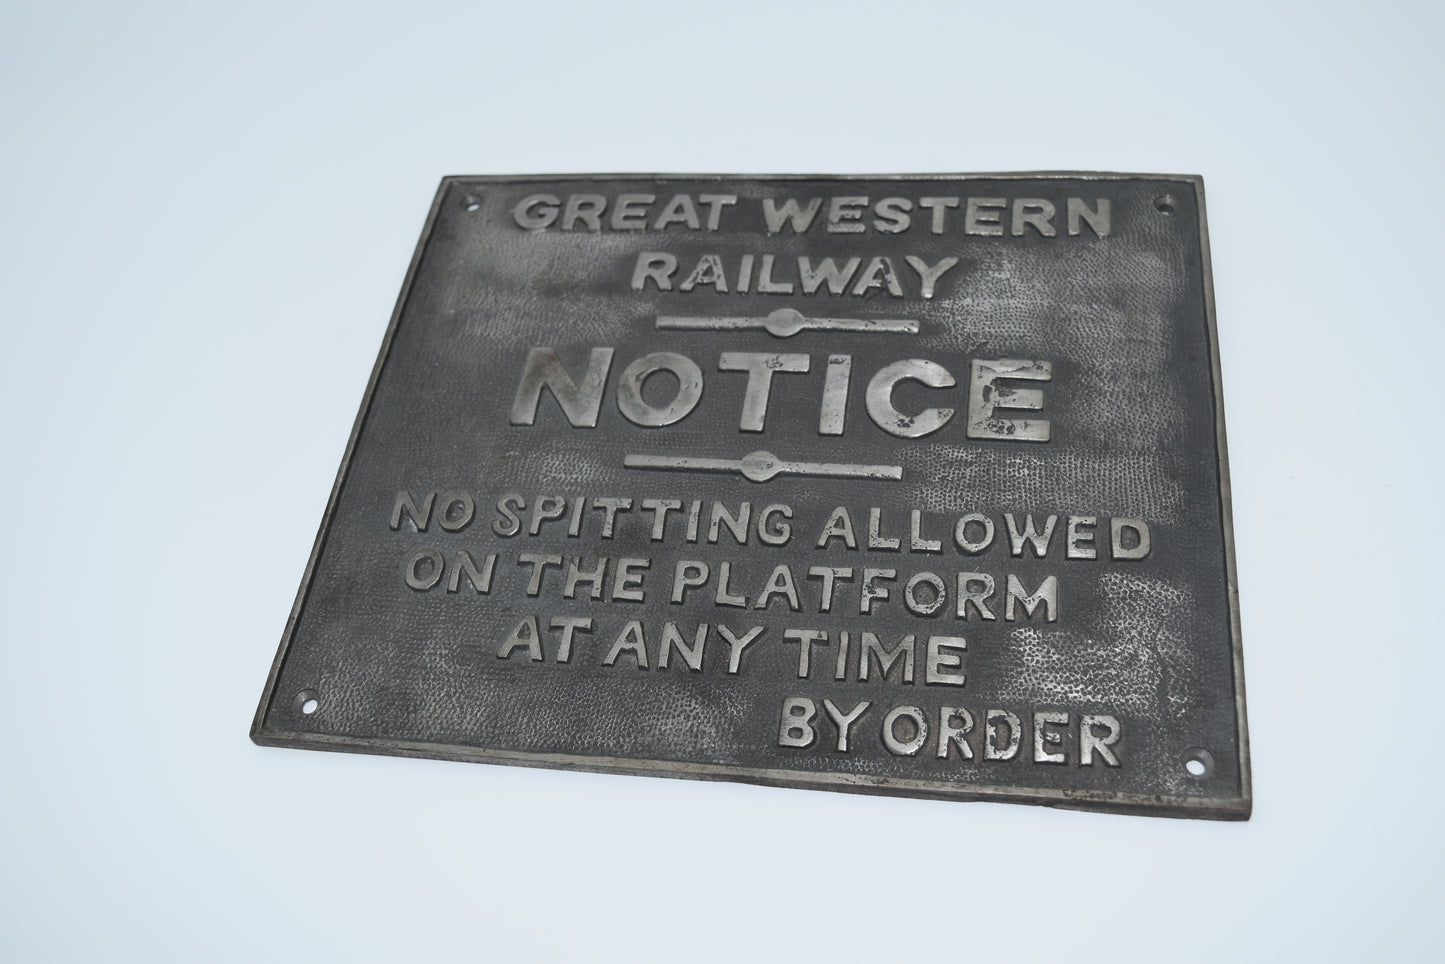 GREAT WESTERN
RAILWAY
NOTICE
NO SPITTING ALLOWED
ON THE PLATFORM
AT ANY TIME
BY ORDER